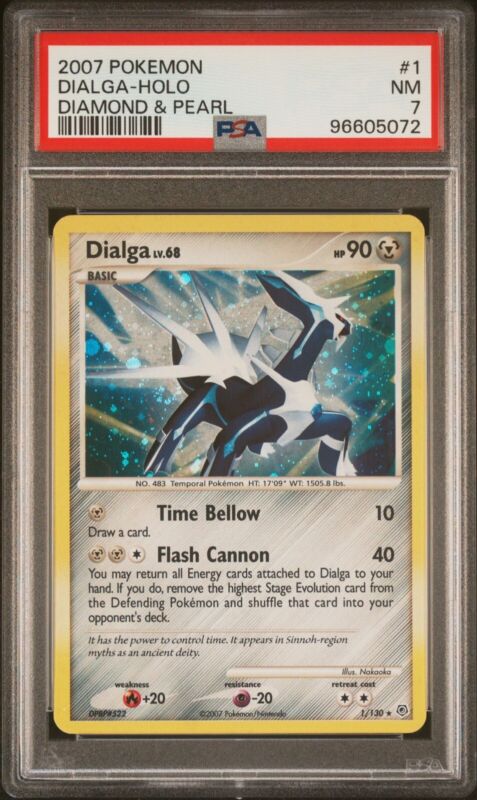 2007 POKEMON #1
DIALGA-HOLO NM
DIAMOND & PEARL 7
PSA 96605072
Dialga LV.68 HP 90
BASIC
NO. 483 Temporal Pokémon HT: 17'09" WT: 1505.8 lbs.
Time Bellow 10
Draw a card.
Flash Cannon 40
You may return all Energy cards attached to Dialga to your
hand. If you do, remove the highest Stage Evolution card from
the Defending Pokémon and shuffle that card into your
opponent's deck.
It has the power to control time. It appears in Sinnoh-region
myths as an ancient deity.
Illus. Nakaoka
weakness resistance retreat cost
+20 -20
DPBP#522 ©2007 Pokémon/Nintendo 1/130 ★
PSA